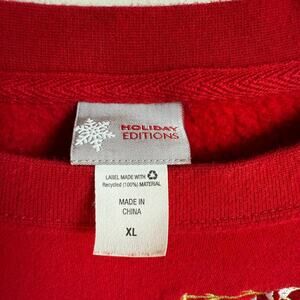 HOLIDAY
EDITIONS
LABEL MADE WITH
Recycled (100%) MATERIAL
MADE IN
CHINA
XL